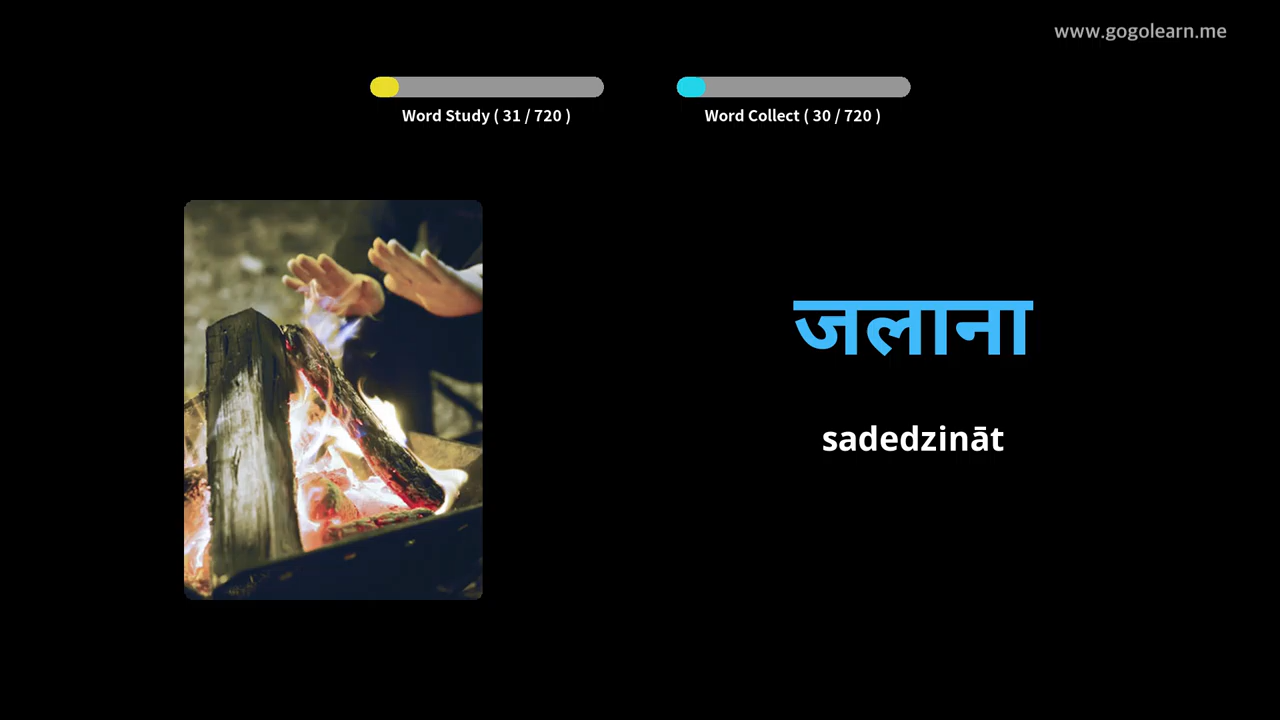 www.gogolearn.me
Word Study ( 31 / 720 )
Word Collect ( 30 / 720 )
जलाना
sadedzināt